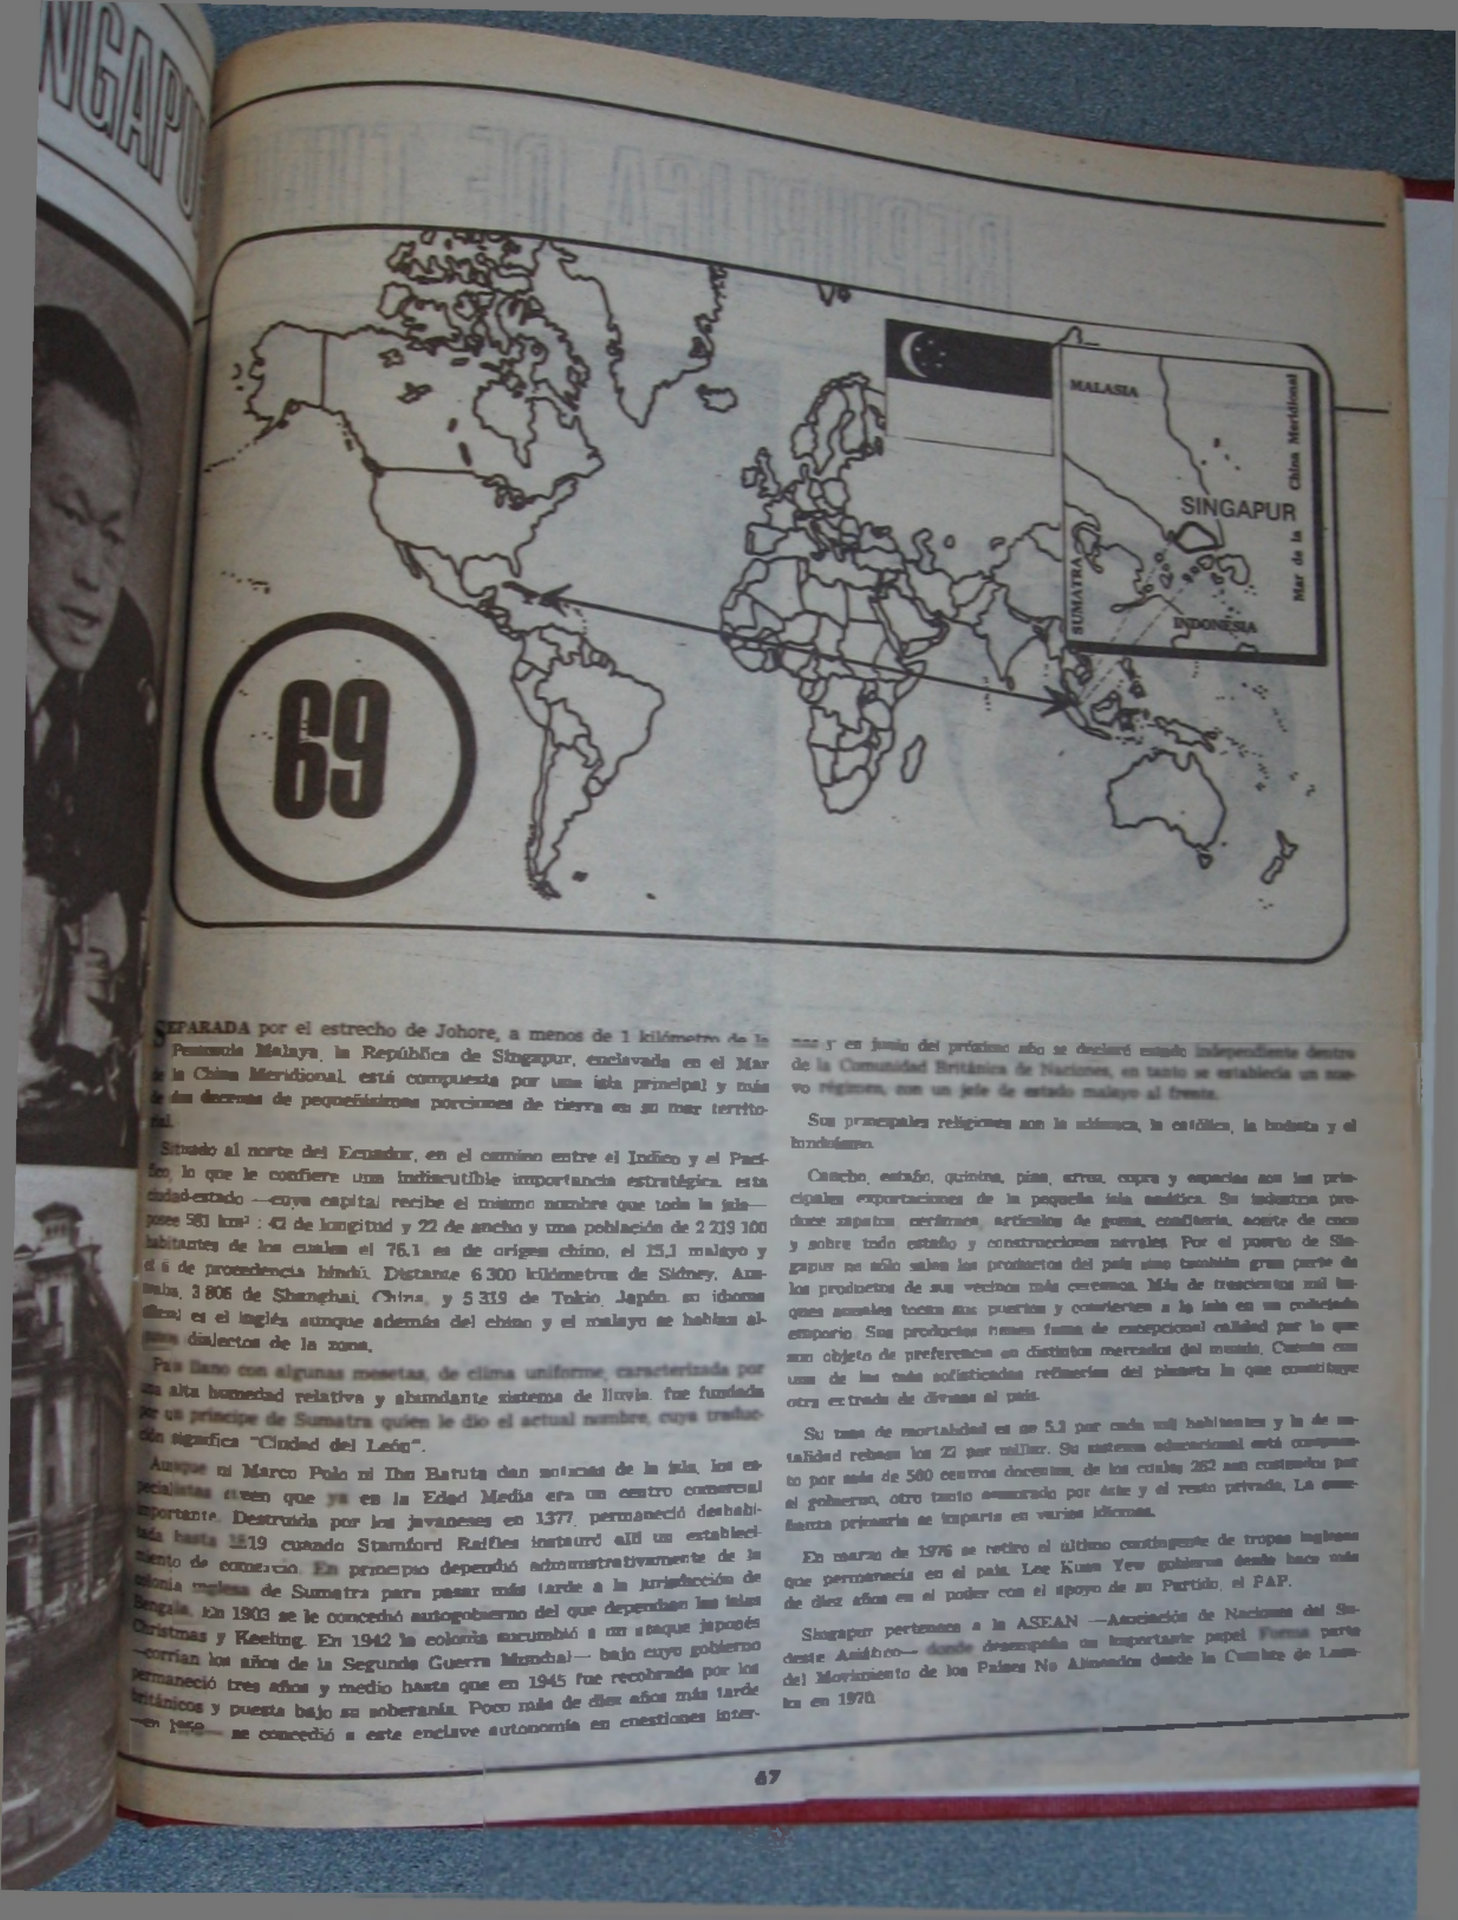 NGAPU
MALASIA
Mar de la China Meridional
SINGAPUR
SUMATRA
INDONESIA
69
SEPARADA por el estrecho de Johore, a menos de 1 kilómetro de la
Península Malaya, la República de Singapur, enclavada en el Mar
de la China Meridional, está compuesta por una isla principal y más
de dos decenas de pequeñísimas porciones de tierra en su mar territo-
rial.
Situado al norte del Ecuador, en el camino entre el Indico y el Pací-
fico, lo que le confiere una indiscutible importancia estratégica, esta
ciudad-estado —cuya capital recibe el mismo nombre que toda la isla—
posee 581 km² : 42 de longitud y 22 de ancho y una población de 2 219 100
habitantes de los cuales el 76,1 es de origen chino, el 15,1 malayo y
el 6 de procedencia hindú. Distante 6 300 kilómetros de Sidney, Aus-
tralia, 3 806 de Shanghai, China, y 5 319 de Tokio, Japón, su idioma
oficial es el inglés aunque además del chino y el malayo se hablan al-
gunos dialectos de la zona.
País llano con algunas mesetas, de clima uniforme, caracterizada por
una alta humedad relativa y abundante sistema de lluvia, fue fundada
por un príncipe de Sumatra quien le dio el actual nombre, cuya traduc-
ción significa "Ciudad del León".
Aunque ni Marco Polo ni Ibn Batuta dan noticias de la isla, los es-
pecialistas creen que ya en la Edad Media era un centro comercial
importante. Destruida por los javaneses en 1377, permaneció deshabi-
tada hasta 1819 cuando Stamford Raffles instauró allí un estableci-
miento de comercio. En principio dependió administrativamente de la
colonia inglesa de Sumatra para pasar más tarde a la jurisdicción de
Bengala. En 1903 se le concedió autogobierno del que dependían las islas
Christmas y Keeling. En 1942 la colonia sucumbió a un ataque japonés
—corrían los años de la Segunda Guerra Mundial— bajo cuyo gobierno
permaneció tres años y medio hasta que en 1945 fue recobrada por los
británicos y puesta bajo su soberanía. Poco más de diez años más tarde
—en 1958— se concedió a este enclave autonomía en cuestiones inter-
nas y en junio del próximo año se declaró estado independiente dentro
de la Comunidad Británica de Naciones, en tanto se establecía un nue-
vo régimen, con un jefe de estado malayo al frente.
Sus principales religiones son la islámica, la católica, la budista y el
hinduismo.
Caucho, estaño, quinina, pina, arroz, copra y especias son las prin-
cipales exportaciones de la pequeña isla asiática. Su industria pro-
duce zapatos, cerámica, artículos de goma, confitería, aceite de coco
y sobre todo estaño y construcciones navales. Por el puerto de Sin-
gapur no sólo salen los productos del país sino también gran parte de
los productos de sus vecinos más cercanos. Más de trescientos mil bu-
ques anuales tocan sus puertos y convierten a la isla en un codiciado
emporio. Sus productos tienen fama de excepcional calidad por lo que
son objeto de preferencia en distintos mercados del mundo. Cuenta con
una de las más sofisticadas refinerías del planeta lo que constituye
otra entrada de divisas al país.
Su tasa de mortalidad es de 5.2 por cada mil habitantes y la de na-
talidad rebasa los 22 por millar. Su sistema educacional está compues-
to por más de 560 centros docentes, de los cuales 262 son costeados por
el gobierno, otro tanto asesorado por éste y el resto privada. La ense-
ñanza primaria se imparte en varios idiomas.
En marzo de 1976 se retiró el último contingente de tropas inglesas
que permanecía en el país. Lee Kuan Yew gobierna desde hace más
de diez años en el poder con el apoyo de su Partido, el PAP.
Singapur pertenece a la ASEAN —Asociación de Naciones del Su-
deste Asiático— donde desempeña un importante papel. Forma parte
del Movimiento de los Países No Alineados desde la Cumbre de Lusa-
ka en 1970.
67